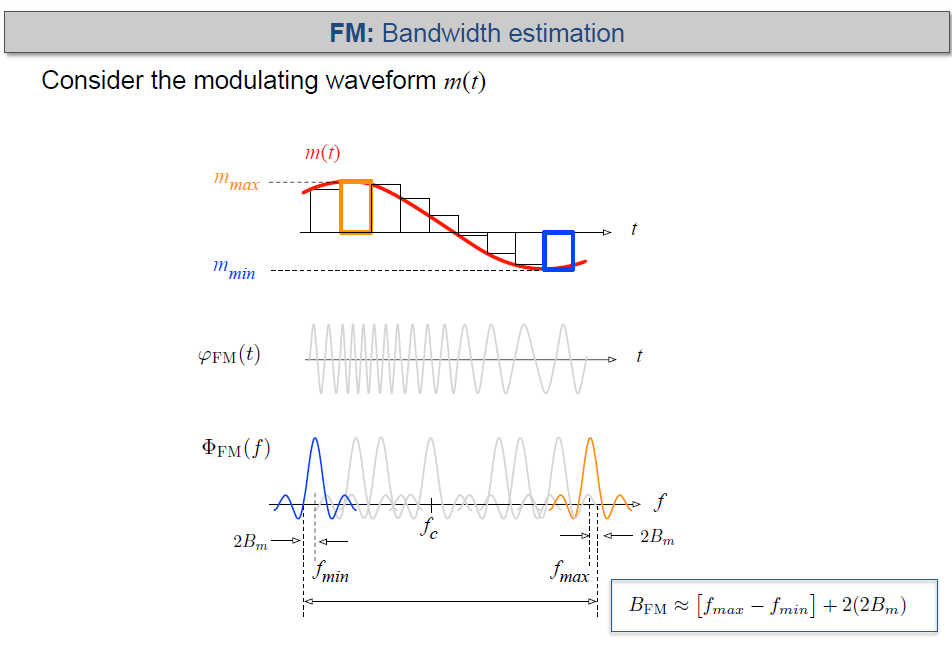 FM: Bandwidth estimation
Consider the modulating waveform m(t)
m(t)
m_max
t
m_min
φ_FM(t)
t
Φ_FM(f)
f
f_c
2B_m
2B_m
f_min
f_max
B_FM ≈ [f_max − f_min] + 2(2B_m)